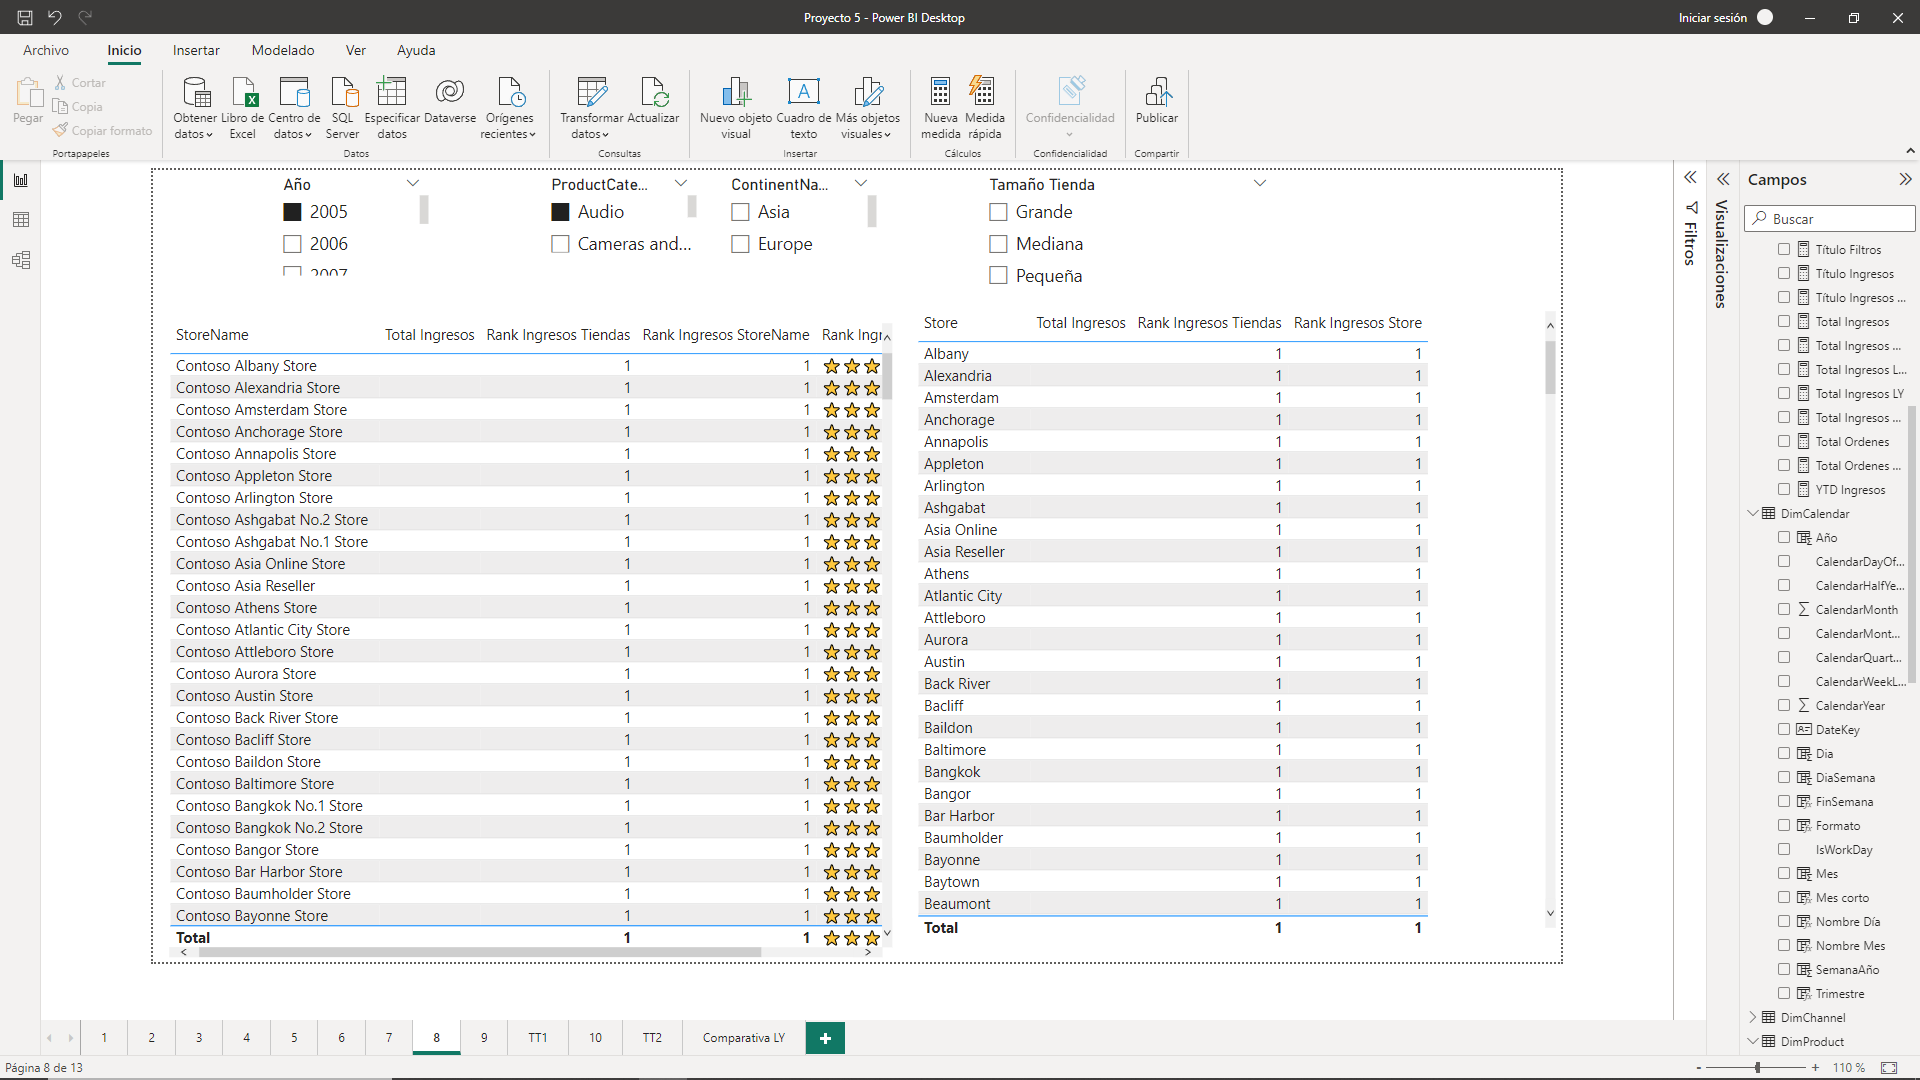 Proyecto 5 - Power BI Desktop
Iniciar sesión
Archivo
Inicio
Insertar
Modelado
Ver
Ayuda
Pegar
Cortar
Copia
Copiar formato
Portapapeles
Obtener datos
Libro de Excel
Centro de datos
SQL Server
Especificar datos
Dataverse
Orígenes recientes
Datos
Transformar datos
Actualizar
Consultas
Nuevo objeto visual
Cuadro de texto
Más objetos visuales
Insertar
Nueva medida
Medida rápida
Cálculos
Confidencialidad
Confidencialidad
Publicar
Compartir
Año
2005
2006
2007
ProductCate...
Audio
Cameras and...
ContinentNa...
Asia
Europe
Tamaño Tienda
Grande
Mediana
Pequeña
StoreName Total Ingresos Rank Ingresos Tiendas Rank Ingresos StoreName Rank Ingr
Contoso Albany Store 1 1
Contoso Alexandria Store 1 1
Contoso Amsterdam Store 1 1
Contoso Anchorage Store 1 1
Contoso Annapolis Store 1 1
Contoso Appleton Store 1 1
Contoso Arlington Store 1 1
Contoso Ashgabat No.2 Store 1 1
Contoso Ashgabat No.1 Store 1 1
Contoso Asia Online Store 1 1
Contoso Asia Reseller 1 1
Contoso Athens Store 1 1
Contoso Atlantic City Store 1 1
Contoso Attleboro Store 1 1
Contoso Aurora Store 1 1
Contoso Austin Store 1 1
Contoso Back River Store 1 1
Contoso Bacliff Store 1 1
Contoso Baildon Store 1 1
Contoso Baltimore Store 1 1
Contoso Bangkok No.1 Store 1 1
Contoso Bangkok No.2 Store 1 1
Contoso Bangor Store 1 1
Contoso Bar Harbor Store 1 1
Contoso Baumholder Store 1 1
Contoso Bayonne Store 1 1
Total 1 1
Store Total Ingresos Rank Ingresos Tiendas Rank Ingresos Store
Albany 1 1
Alexandria 1 1
Amsterdam 1 1
Anchorage 1 1
Annapolis 1 1
Appleton 1 1
Arlington 1 1
Ashgabat 1 1
Asia Online 1 1
Asia Reseller 1 1
Athens 1 1
Atlantic City 1 1
Attleboro 1 1
Aurora 1 1
Austin 1 1
Back River 1 1
Bacliff 1 1
Baildon 1 1
Baltimore 1 1
Bangkok 1 1
Bangor 1 1
Bar Harbor 1 1
Baumholder 1 1
Bayonne 1 1
Baytown 1 1
Beaumont 1 1
Total 1 1
Filtros
Visualizaciones
Campos
Buscar
Título Filtros
Título Ingresos
Título Ingresos ...
Total Ingresos
Total Ingresos ...
Total Ingresos L...
Total Ingresos LY
Total Ingresos ...
Total Ordenes
Total Ordenes ...
YTD Ingresos
DimCalendar
Año
CalendarDayOf...
CalendarHalfYe...
CalendarMonth
CalendarMont...
CalendarQuart...
CalendarWeekL...
CalendarYear
DateKey
Dia
DiaSemana
FinSemana
Formato
IsWorkDay
Mes
Mes corto
Nombre Día
Nombre Mes
SemanaAño
Trimestre
DimChannel
DimProduct
1 2 3 4 5 6 7 8 9 TT1 10 TT2 Comparativa LY
Página 8 de 13
- + 110 %